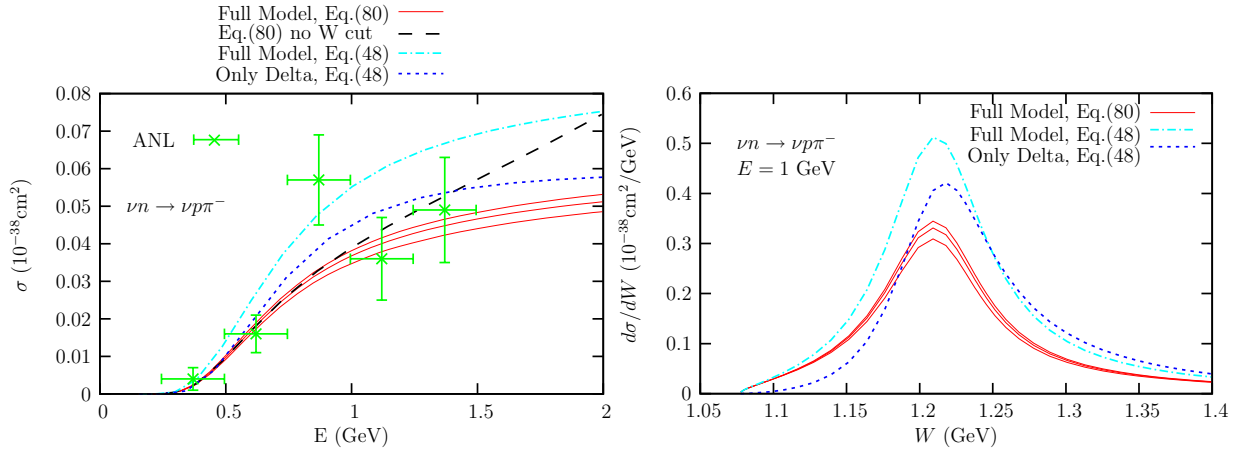 Full Model, Eq.(80)
Eq.(80) no W cut
Full Model, Eq.(48)
Only Delta, Eq.(48)
0.08
0.07
0.06
0.05
0.04
0.03
0.02
0.01
0
σ (10⁻³⁸cm²)
ANL
νn → νpπ⁻
0 0.5 1 1.5 2
E (GeV)
0.6
0.5
0.4
0.3
0.2
0.1
0
dσ/dW (10⁻³⁸cm²/GeV)
νn → νpπ⁻
E = 1 GeV
Full Model, Eq.(80)
Full Model, Eq.(48)
Only Delta, Eq.(48)
1.05 1.1 1.15 1.2 1.25 1.3 1.35 1.4
W (GeV)